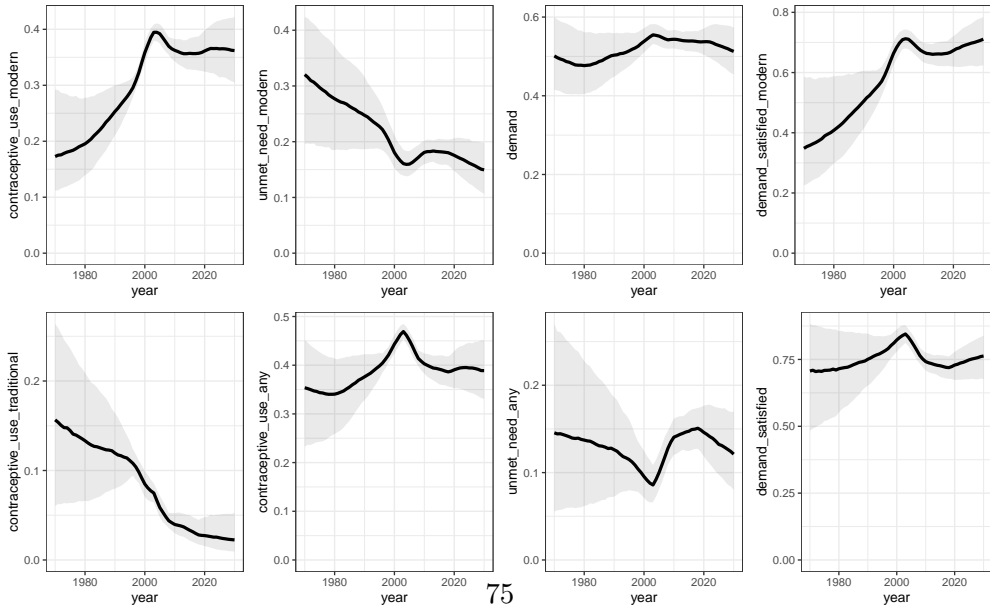 contraceptive_use_modern
0.4
0.3
0.2
0.1
0.0
1980 2000 2020
year
unmet_need_modern
0.4
0.3
0.2
0.1
0.0
1980 2000 2020
year
demand
0.6
0.4
0.2
0.0
1980 2000 2020
year
demand_satisfied_modern
0.8
0.6
0.4
0.2
0.0
1980 2000 2020
year
contraceptive_use_traditional
0.2
0.1
0.0
1980 2000 2020
year
contraceptive_use_any
0.5
0.4
0.3
0.2
0.1
0.0
1980 2000 2020
year
unmet_need_any
0.2
0.1
0.0
1980 2000 2020
year
demand_satisfied
0.75
0.50
0.25
0.00
1980 2000 2020
year
75